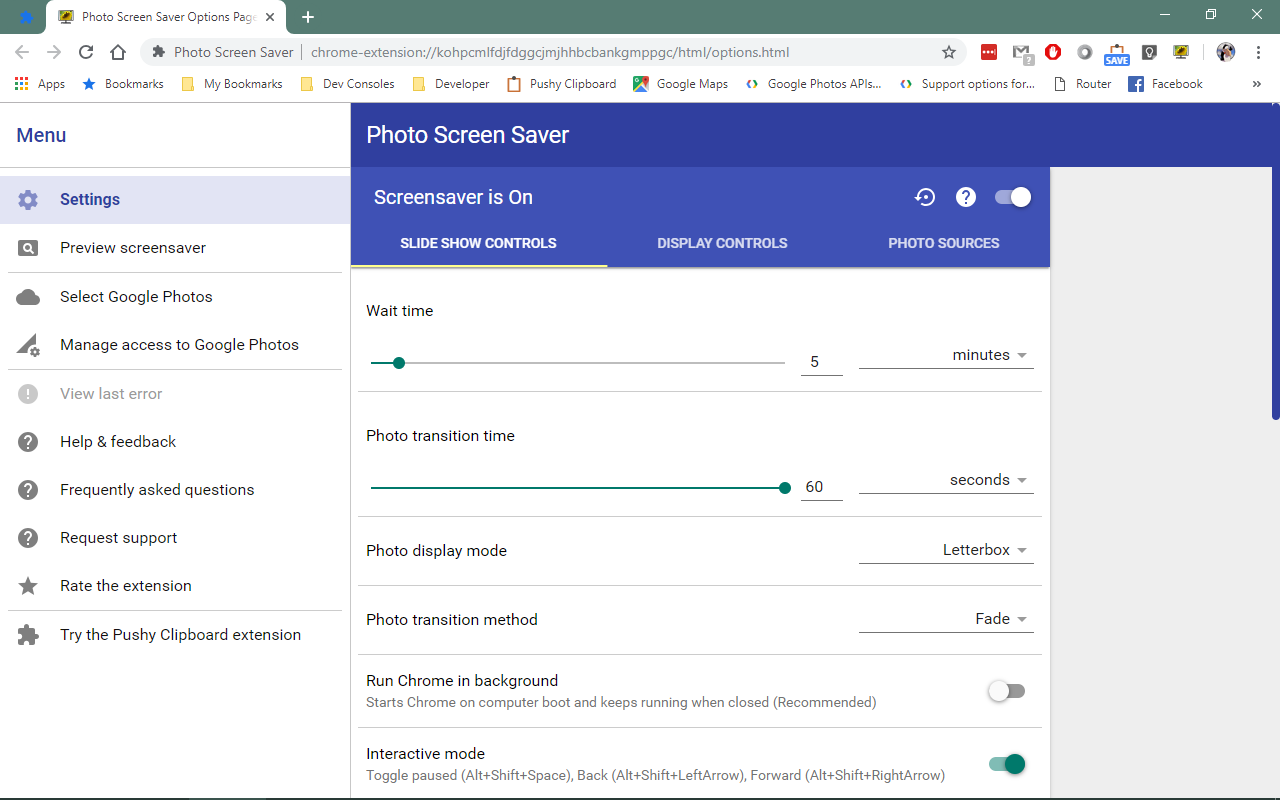 Photo Screen Saver Options Page
Photo Screen Saver
chrome-extension://kohpcmlfdjfdggcjmjhhbcbankgmppgc/html/options.html
SAVE
Apps
Bookmarks
My Bookmarks
Dev Consoles
Developer
Pushy Clipboard
Google Maps
Google Photos APIs...
Support options for...
Router
Facebook
»
Menu
Photo Screen Saver
Settings
Preview screensaver
Select Google Photos
Manage access to Google Photos
View last error
Help & feedback
Frequently asked questions
Request support
Rate the extension
Try the Pushy Clipboard extension
Screensaver is On
SLIDE SHOW CONTROLS
DISPLAY CONTROLS
PHOTO SOURCES
Wait time
5
minutes
Photo transition time
60
seconds
Photo display mode
Letterbox
Photo transition method
Fade
Run Chrome in background
Starts Chrome on computer boot and keeps running when closed (Recommended)
Interactive mode
Toggle paused (Alt+Shift+Space), Back (Alt+Shift+LeftArrow), Forward (Alt+Shift+RightArrow)